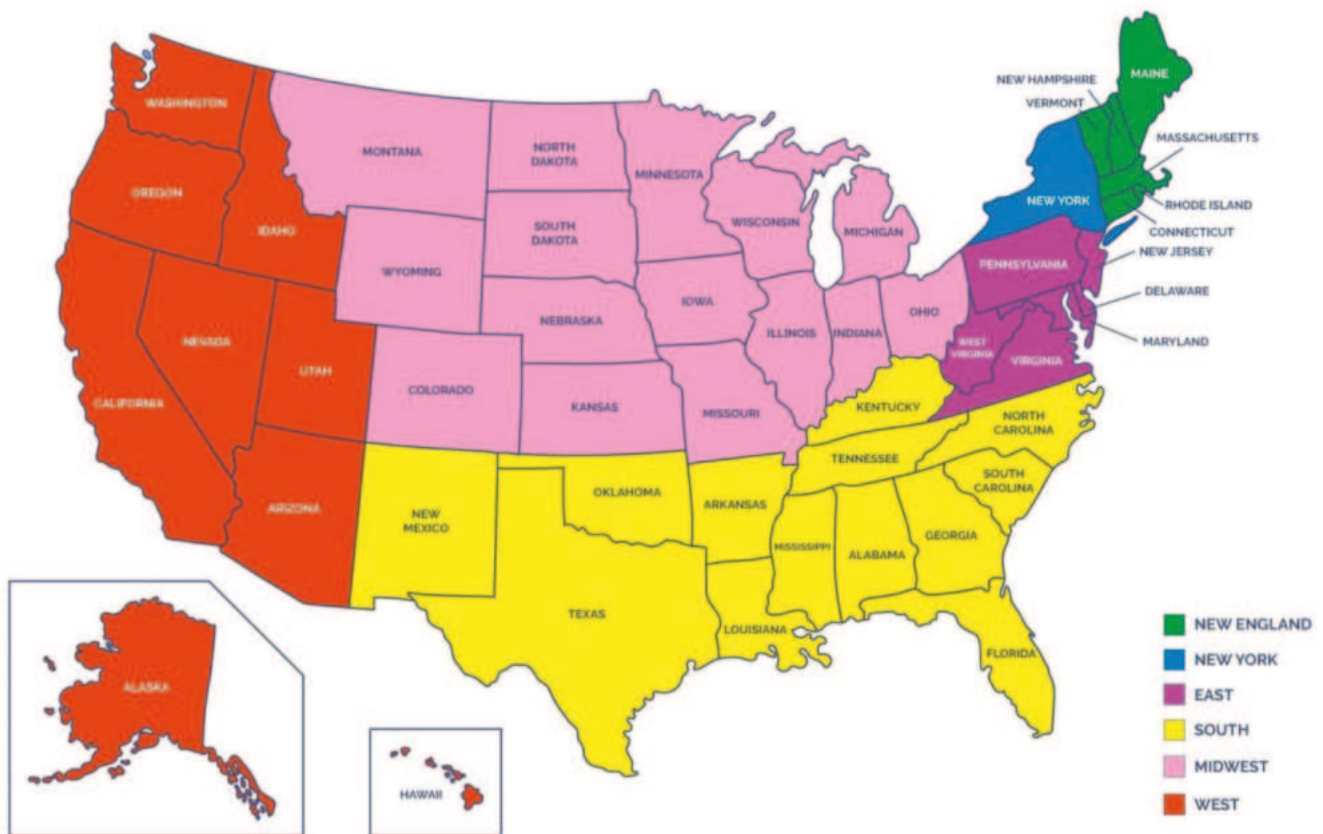 MAINE
NEW HAMPSHIRE
VERMONT
WASHINGTON
MASSACHUSETTS
MONTANA
NORTH
DAKOTA
MINNESOTA
OREGON
NEW YORK
RHODE ISLAND
WISCONSIN
IDAHO
SOUTH
DAKOTA
MICHIGAN
CONNECTICUT
NEW JERSEY
PENNSYLVANIA
WYOMING
DELAWARE
IOWA
NEBRASKA
OHIO
ILLINOIS
INDIANA
NEVADA
MARYLAND
WEST
VIRGINIA
VIRGINIA
UTAH
COLORADO
CALIFORNIA
KANSAS
MISSOURI
KENTUCKY
NORTH
CAROLINA
TENNESSEE
SOUTH
CAROLINA
OKLAHOMA
ARKANSAS
ARIZONA
NEW
MEXICO
GEORGIA
MISSISSIPPI
ALABAMA
TEXAS
LOUISIANA
FLORIDA
ALASKA
HAWAII
NEW ENGLAND
NEW YORK
EAST
SOUTH
MIDWEST
WEST